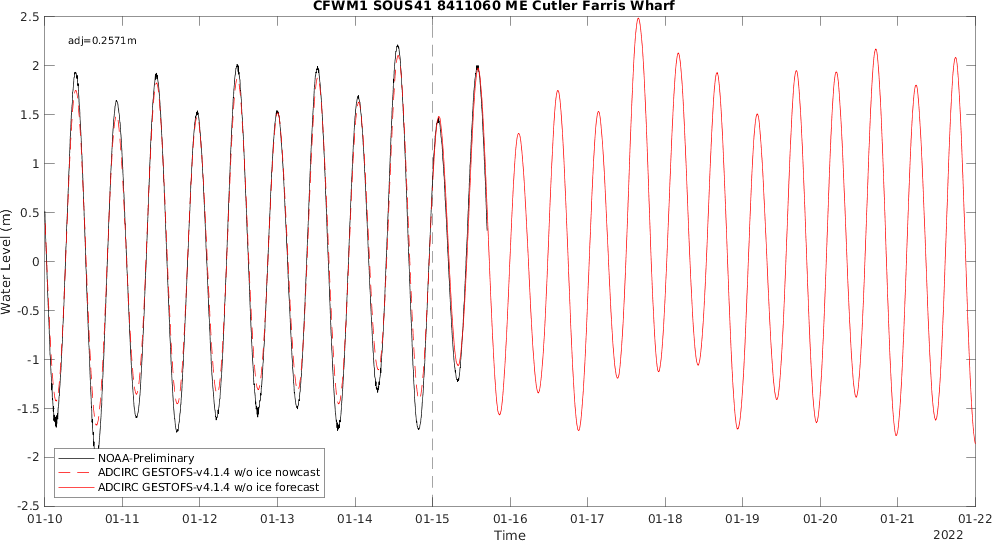 CFWM1 SOUS41 8411060 ME Cutler Farris Wharf
adj=0.2571m
2.5
2
1.5
1
0.5
0
-0.5
-1
-1.5
-2
-2.5
Water Level (m)
NOAA-Preliminary
ADCIRC GESTOFS-v4.1.4 w/o ice nowcast
ADCIRC GESTOFS-v4.1.4 w/o ice forecast
01-10 01-11 01-12 01-13 01-14 01-15 01-16 01-17 01-18 01-19 01-20 01-21 01-22
Time
2022